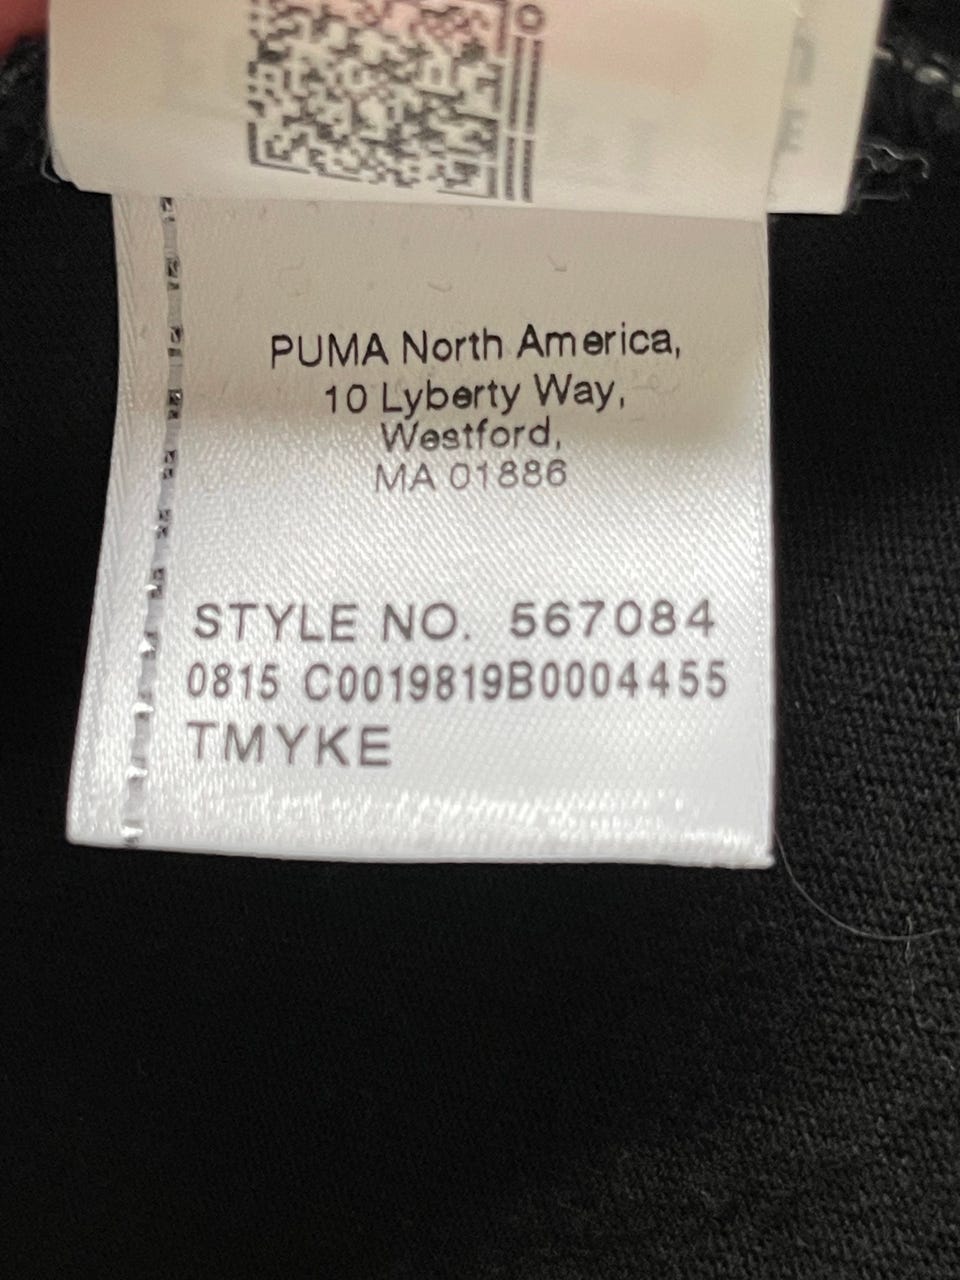 PUMA North America,
10 Lyberty Way,
Westford,
MA 01886
STYLE NO. 567084
0815 C0019819B0004455
TMYKE